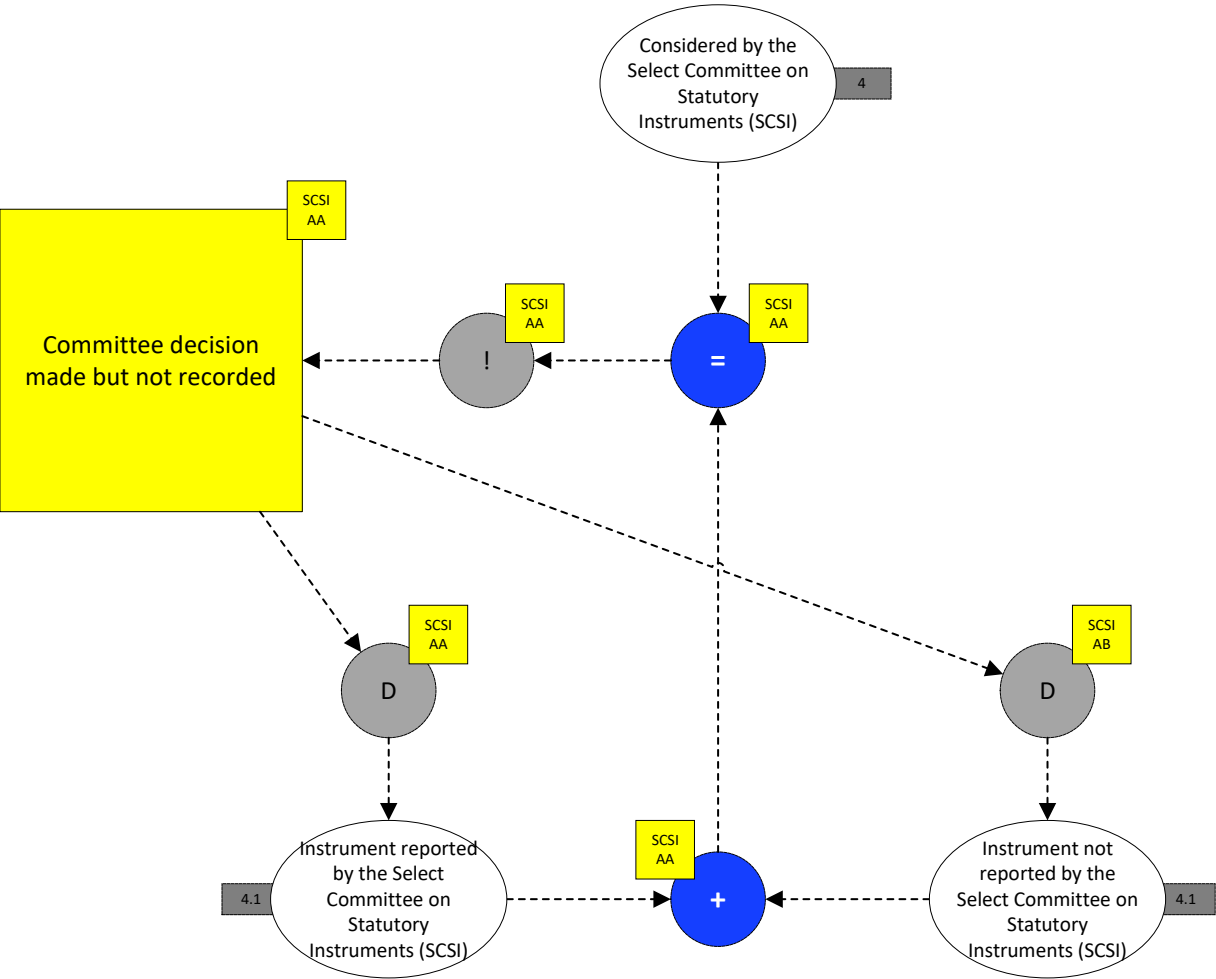 Considered by the
Select Committee on
Statutory
Instruments (SCSI)
4
SCSI
AA
Committee decision
made but not recorded
SCSI
AA
!
SCSI
AA
=
SCSI
AA
D
SCSI
AB
D
Instrument reported
by the Select
Committee on
Statutory
Instruments (SCSI)
4.1
SCSI
AA
+
Instrument not
reported by the
Select Committee on
Statutory
Instruments (SCSI)
4.1